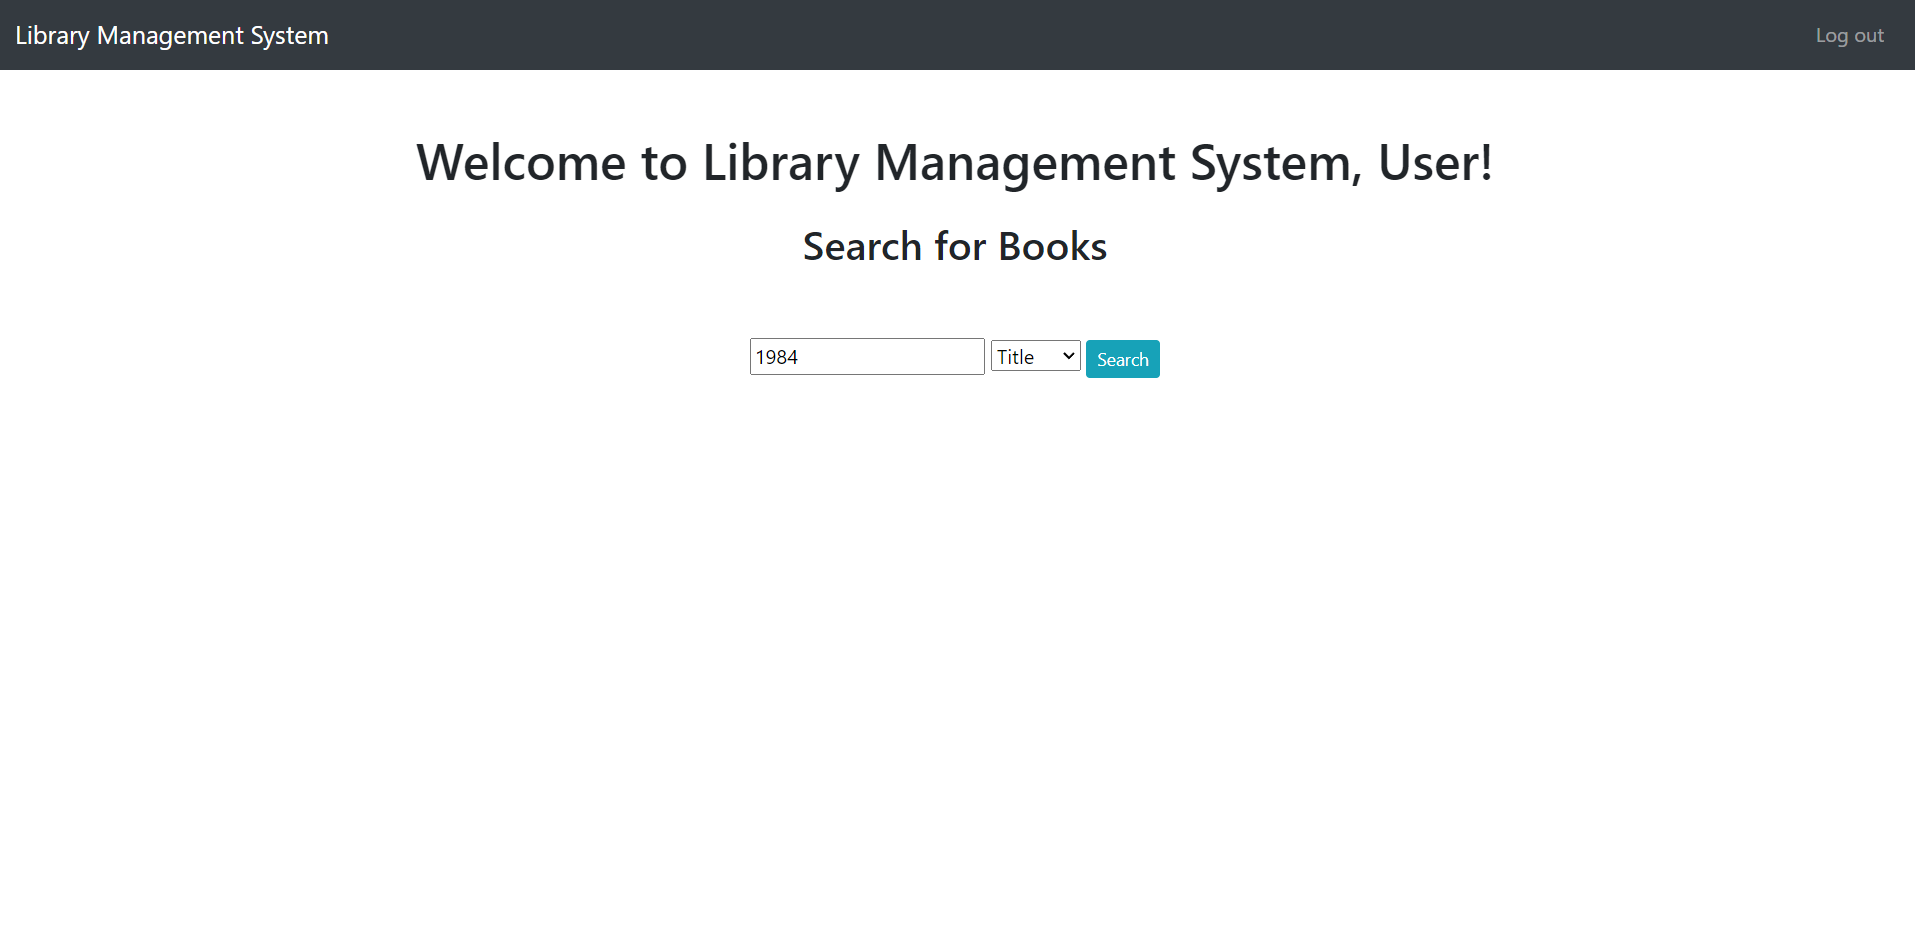 Library Management System
Log out
Welcome to Library Management System, User!
Search for Books
1984 Title Search